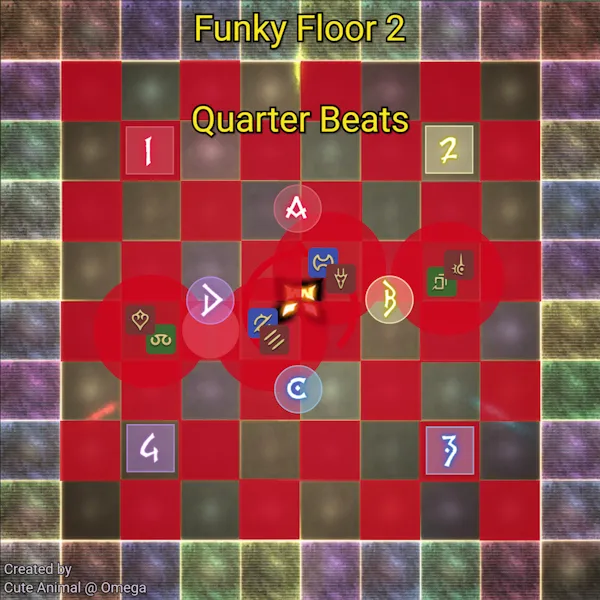 Funky Floor 2
Quarter Beats
1
2
A
D
B
C
4
3
Created by
Cute Animal @ Omega